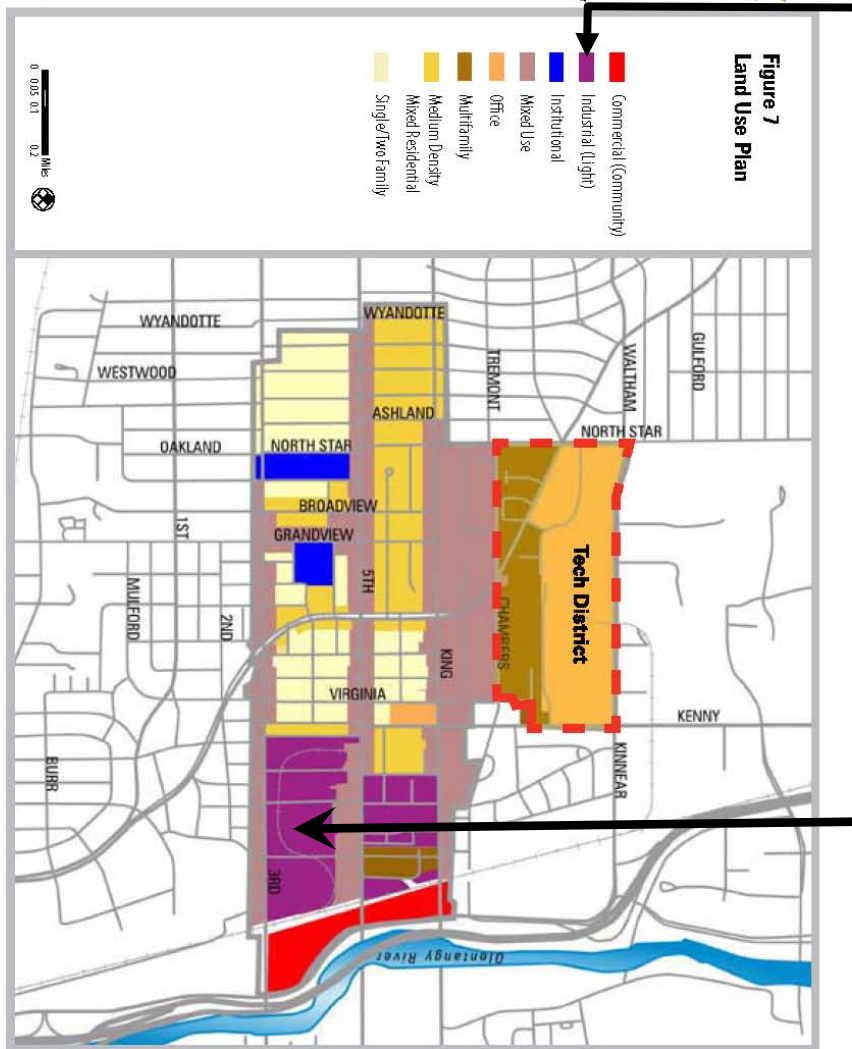 Figure 7
Land Use Plan
Commercial (Community)
Industrial (Light)
Institutional
Mixed Use
Office
Multifamily
Medium Density
Mixed Residential
Single/Two Family
0 0.05 0.1 0.2
Miles
WYANDOTTE
WYANDOTTE
WESTWOOD
TREMONT
WALTHAM
GULFORD
ASHLAND
OAKLAND
NORTH STAR
NORTH STAR
BROADVIEW
GRANDVIEW
1ST
5TH
Tech District
MULFORD
2ND
CHAMBERS
KING
VIRGINIA
KENNY
BURR
KINNEAR
3RD
Olentangy River